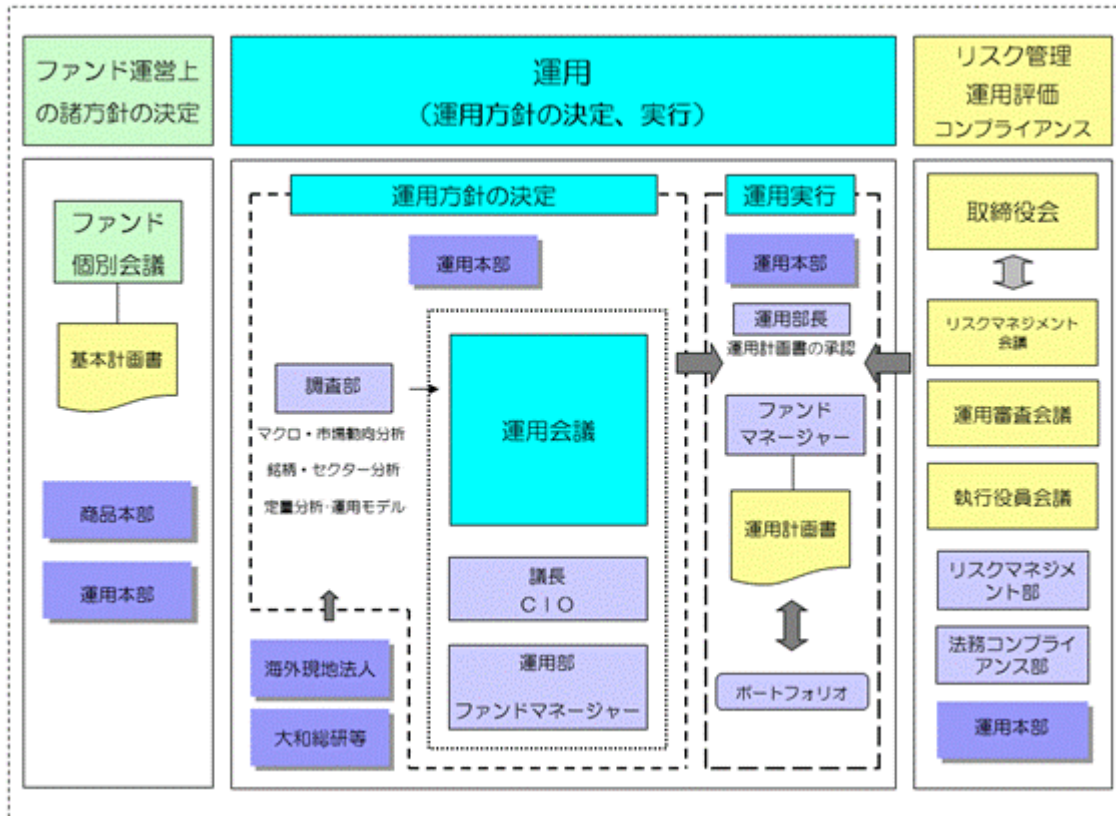 ファンド運営上
の諸方針の決定
運用
（運用方針の決定、実行）
リスク管理
運用評価
コンプライアンス
ファンド
個別会議
基本計画書
商品本部
運用本部
運用方針の決定
運用本部
調査部
マクロ・市場動向分析
銘柄・セクター分析
定量分析・運用モデル
運用会議
議長
ＣＩＯ
運用部
ファンドマネージャー
海外現地法人
大和総研等
運用実行
運用本部
運用部長
運用計画書の承認
ファンド
マネージャー
運用計画書
ポートフォリオ
取締役会
リスクマネジメント
会議
運用審査会議
執行役員会議
リスクマネジメ
ント部
法務コンプライ
アンス部
運用本部